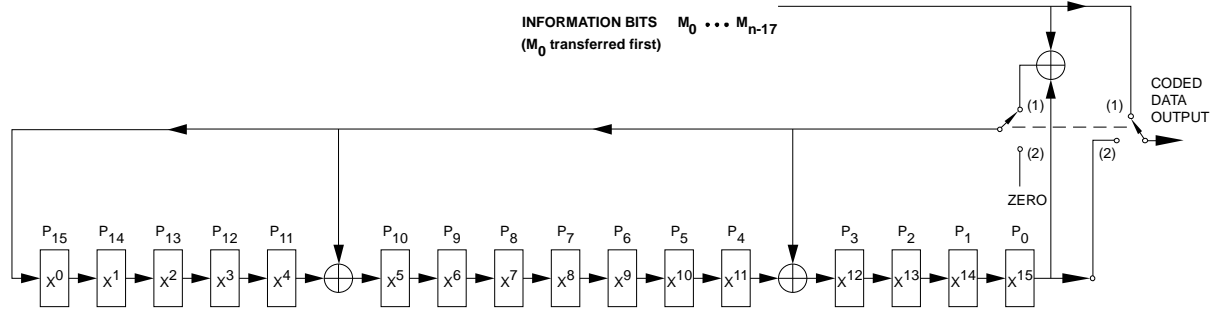 INFORMATION BITS M0 ••• Mn-17
(M0 transferred first)
CODED
DATA
OUTPUT
(1)
(1)
(2)
(2)
ZERO
P15 P14 P13 P12 P11 P10 P9 P8 P7 P6 P5 P4 P3 P2 P1 P0
X0 X1 X2 X3 X4 X5 X6 X7 X8 X9 X10 X11 X12 X13 X14 X15